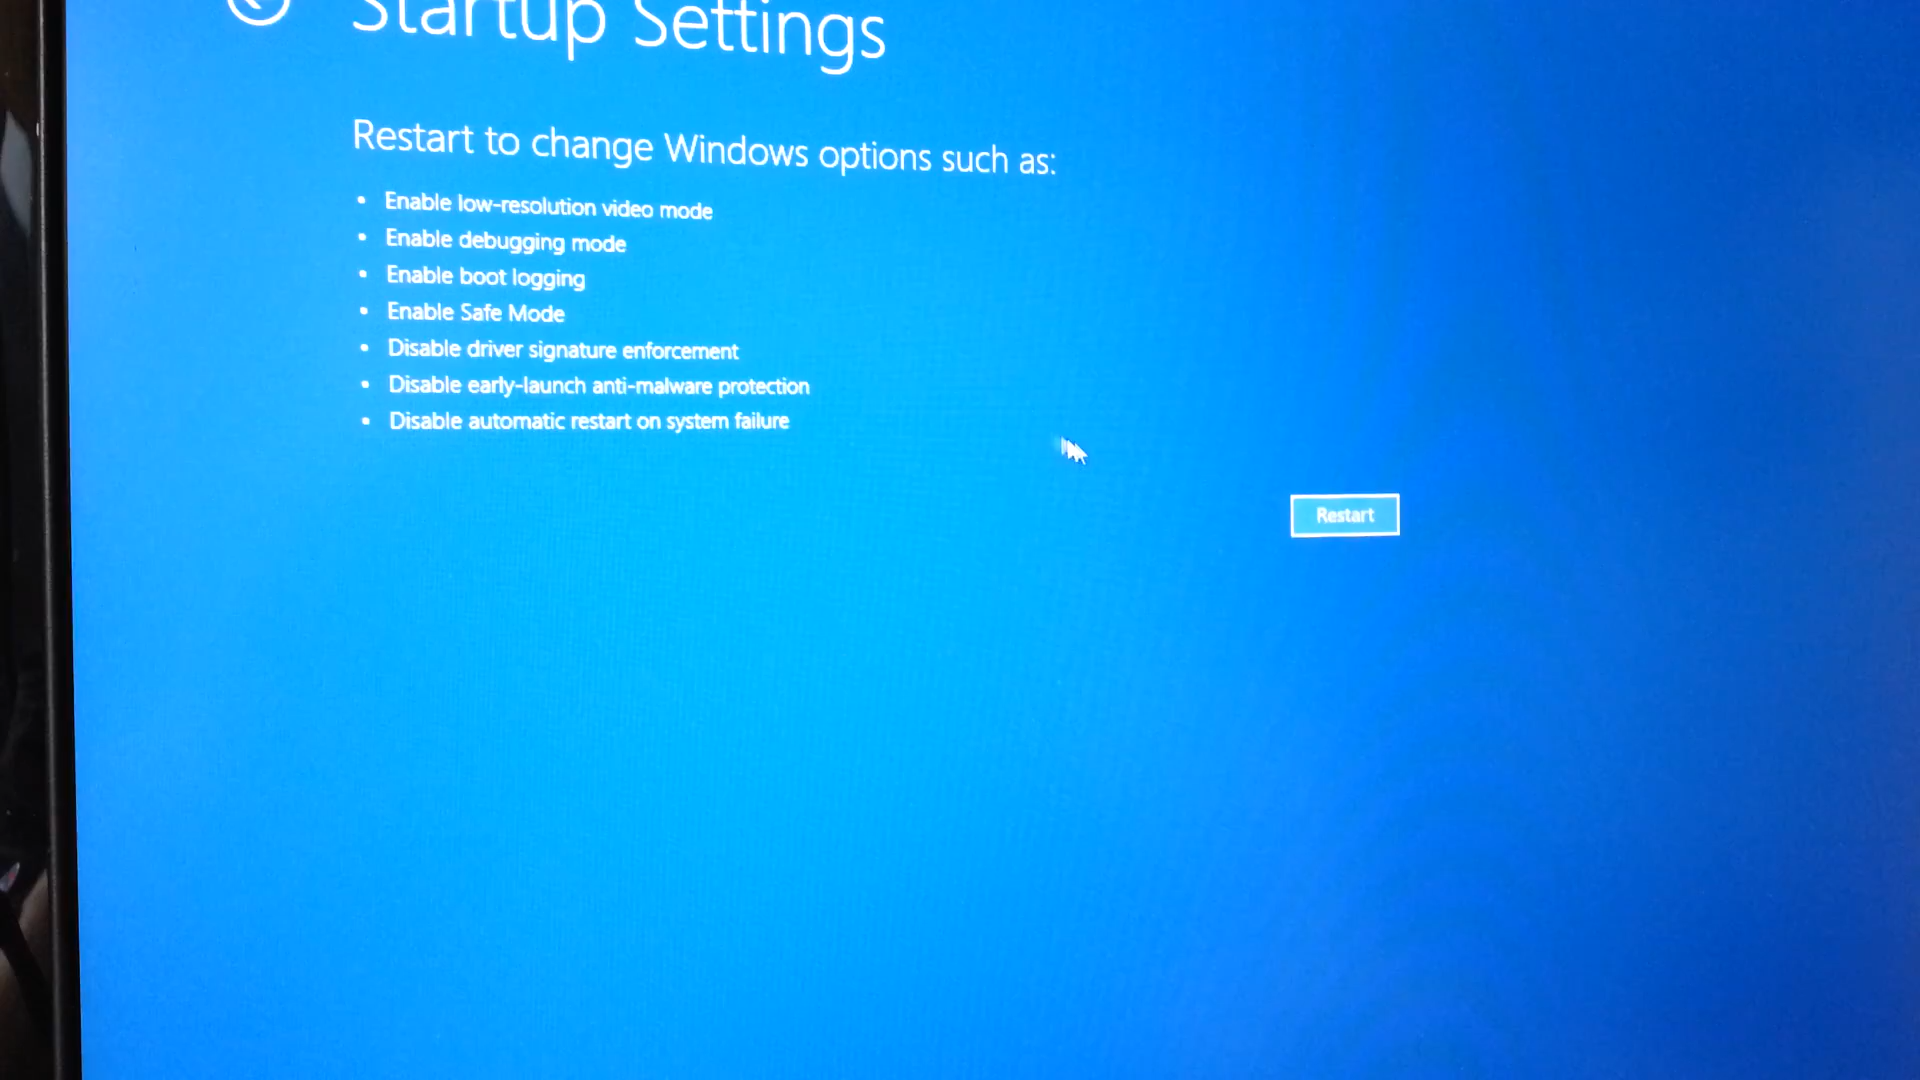 Startup Settings
Restart to change Windows options such as:
• Enable low-resolution video mode
• Enable debugging mode
• Enable boot logging
• Enable Safe Mode
• Disable driver signature enforcement
• Disable early-launch anti-malware protection
• Disable automatic restart on system failure
Restart